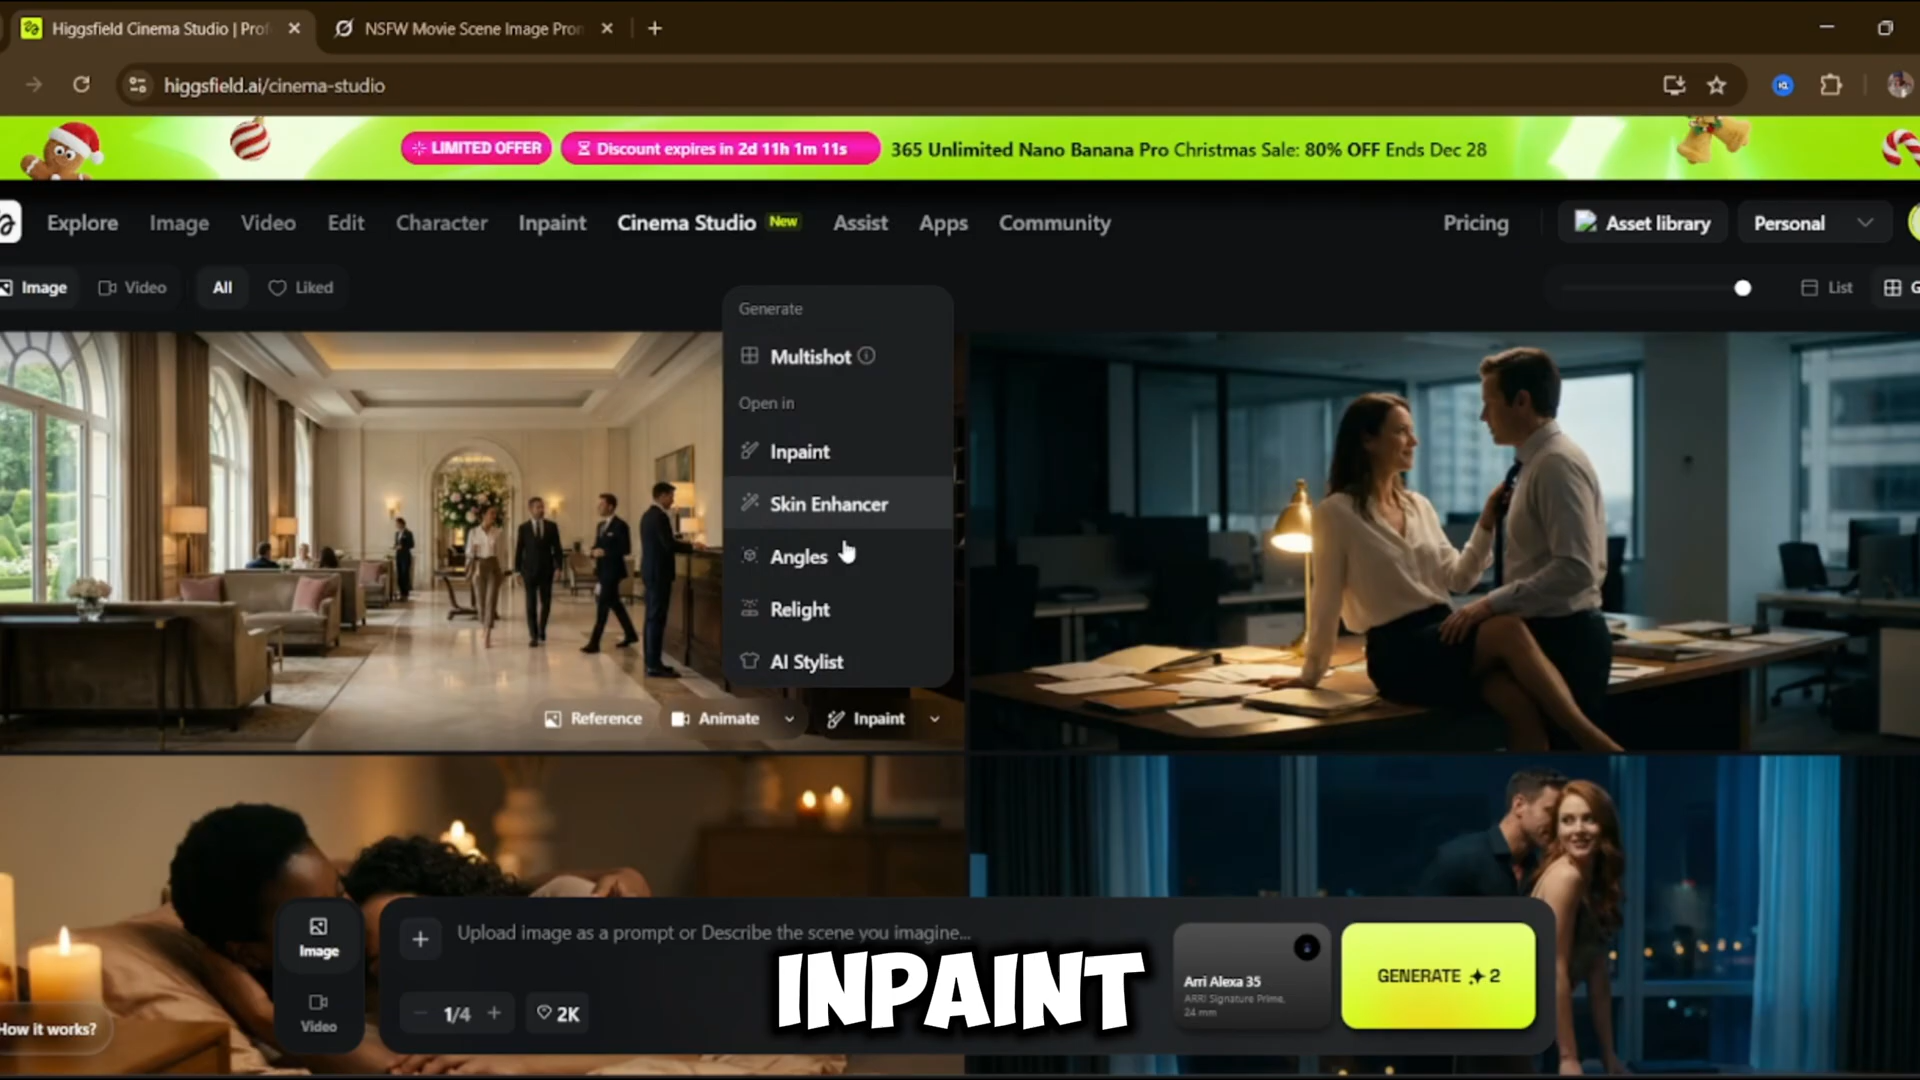 Higgsfield Cinema Studio | Prof
NSFW Movie Scene Image Pro
higgsfield.ai/cinema-studio
LIMITED OFFER
Discount expires in 2d 11h 1m 11s
365 Unlimited Nano Banana Pro Christmas Sale: 80% OFF Ends Dec 28
Explore
Image
Video
Edit
Character
Inpaint
Cinema Studio New
Assist
Apps
Community
Pricing
Asset library
Personal
Image
Video
All
Liked
List
G
Generate
Multishot
Open in
Inpaint
Skin Enhancer
Angles
Relight
AI Stylist
Reference
Animate
Inpaint
Image
Video
Upload image as a prompt or Describe the scene you imagine...
1/4
2K
Arri Alexa 35
ARRI Signature Prime,
24 mm
GENERATE 2
How it works?
INPAINT